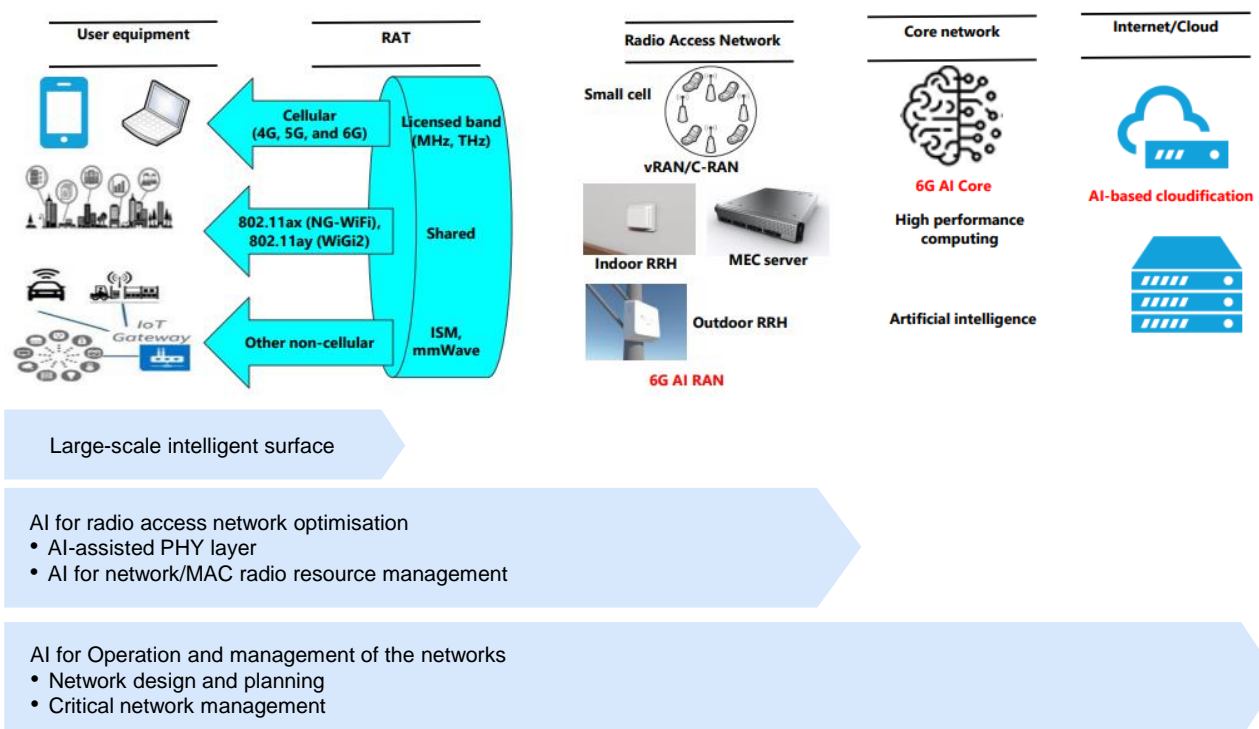 User equipment
RAT
Radio Access Network
Core network
Internet/Cloud
Cellular
(4G, 5G, and 6G)
Licensed band
(MHz, THz)
802.11ax (NG-WiFi),
802.11ay (WiGi2)
Shared
IoT
Gateway
Other non-cellular
ISM,
mmWave
Small cell
vRAN/C-RAN
Indoor RRH
MEC server
Outdoor RRH
6G AI RAN
6G AI Core
High performance
computing
Artificial intelligence
AI-based cloudification
Large-scale intelligent surface
AI for radio access network optimisation
• AI-assisted PHY layer
• AI for network/MAC radio resource management
AI for Operation and management of the networks
• Network design and planning
• Critical network management